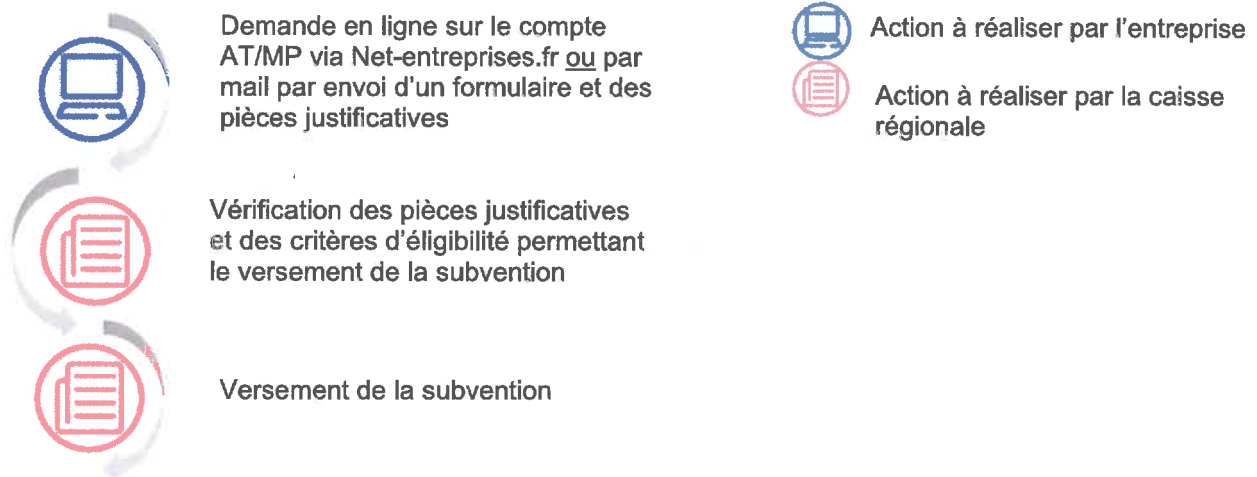 Demande en ligne sur le compte
AT/MP via Net-entreprises.fr ou par
mail par envoi d'un formulaire et des
pièces justificatives
Action à réaliser par l'entreprise
Action à réaliser par la caisse
régionale
Vérification des pièces justificatives
et des critères d'éligibilité permettant
le versement de la subvention
Versement de la subvention